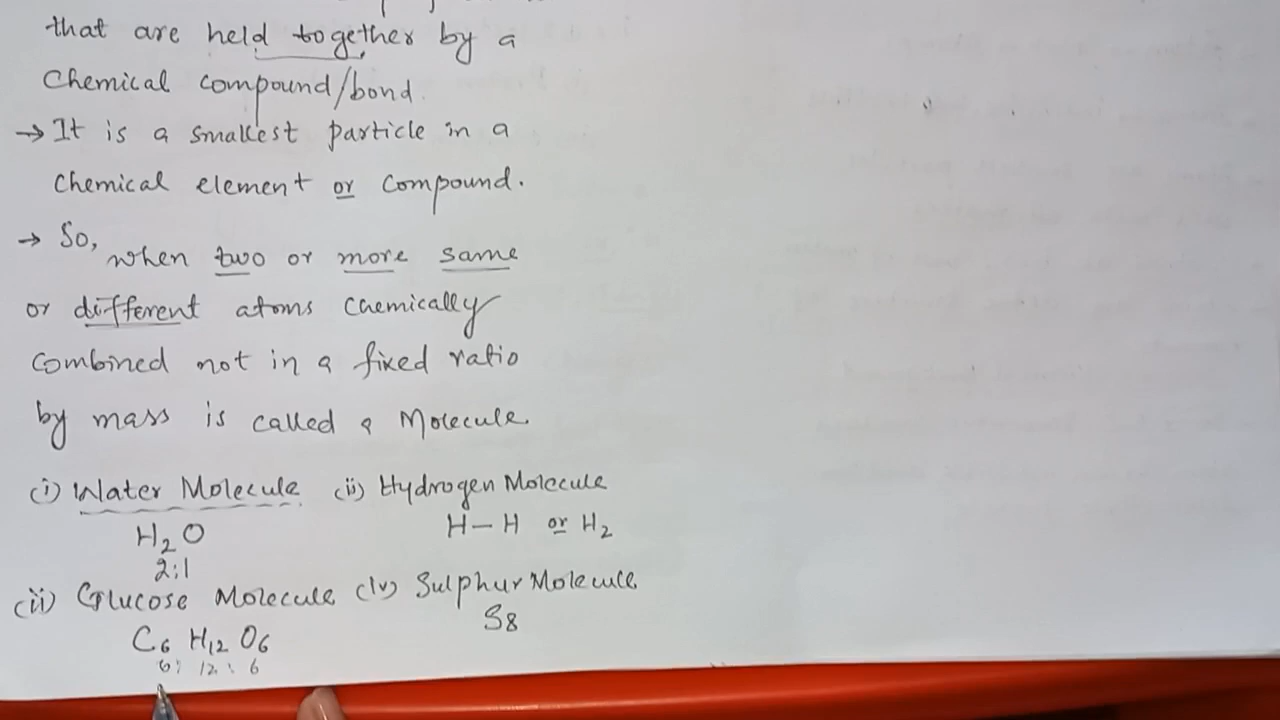 that are held together by a
Chemical compound/bond.
→ It is a smallest particle in a
Chemical element or compound.
→ So, when two or more same
or different atoms chemically
combined not in a fixed ratio
by mass is called a Molecule.
(i) Water Molecule (ii) Hydrogen Molecule
H2O H–H or H2
2:1
(ii) Glucose Molecule (iv) Sulphur Molecule
C6 H12 O6 S8
6: 12: 6